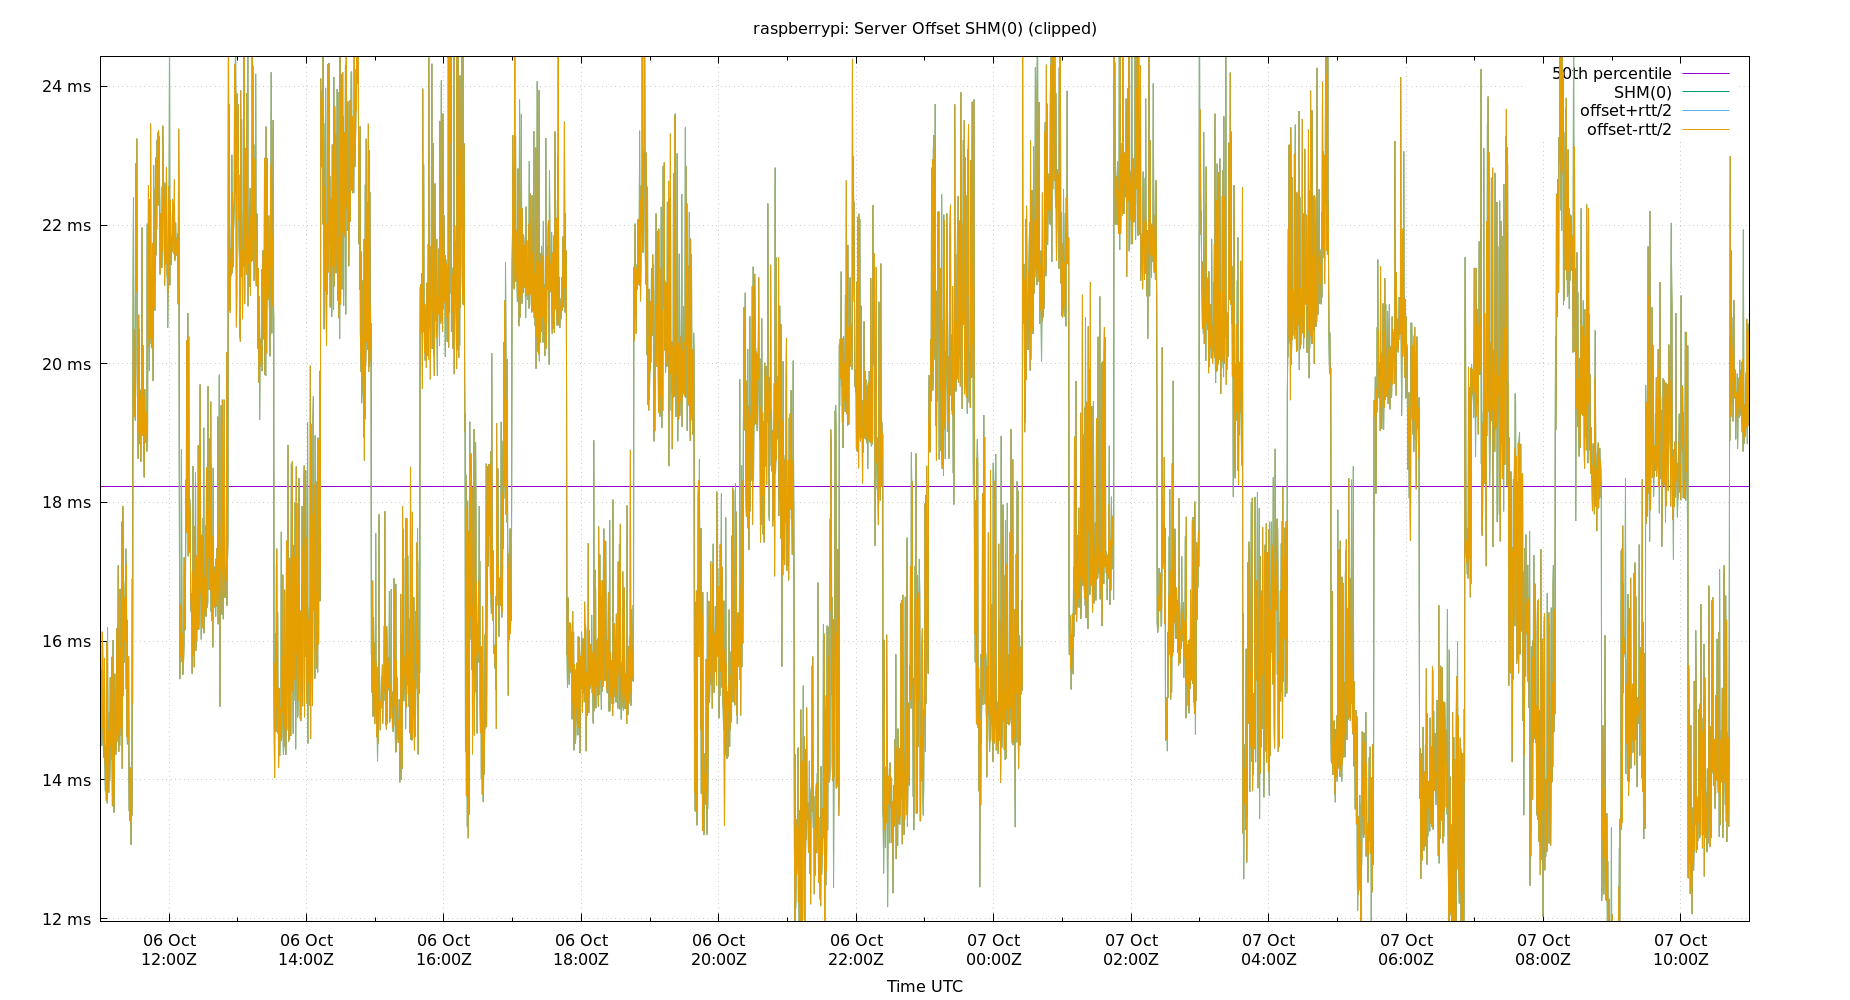 raspberrypi: Server Offset SHM(0) (clipped)
50th percentile
SHM(0)
offset+rtt/2
offset-rtt/2
24 ms
22 ms
20 ms
18 ms
16 ms
14 ms
12 ms
06 Oct 06 Oct 06 Oct 06 Oct 06 Oct 06 Oct 07 Oct 07 Oct 07 Oct 07 Oct 07 Oct 07 Oct
12:00Z 14:00Z 16:00Z 18:00Z 20:00Z 22:00Z 00:00Z 02:00Z 04:00Z 06:00Z 08:00Z 10:00Z
Time UTC